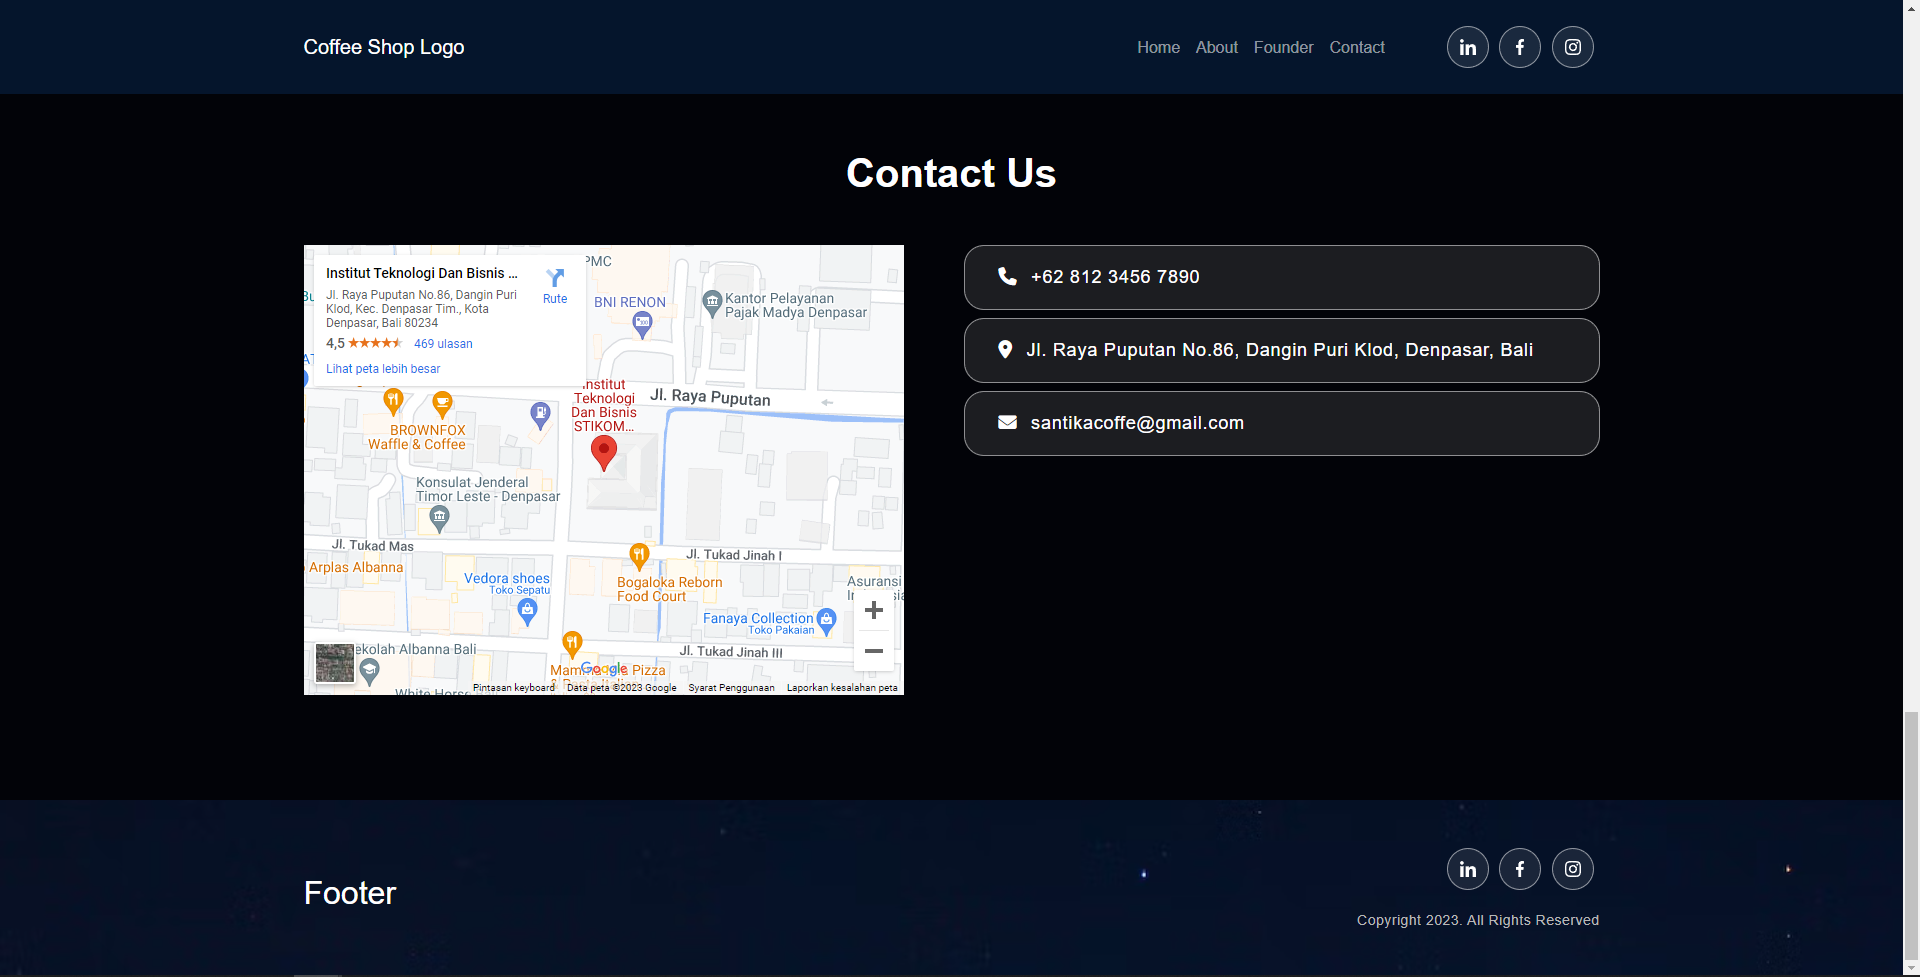 Coffee Shop Logo
Home About Founder Contact
Contact Us
Institut Teknologi Dan Bisnis ...
Jl. Raya Puputan No.86, Dangin Puri
Klod, Kec. Denpasar Tim., Kota
Denpasar, Bali 80234
Rute
4,5 469 ulasan
Lihat peta lebih besar
PMC
BNI RENON
Kantor Pelayanan
Pajak Madya Denpasar
Institut
Teknologi
Dan Bisnis
STIKOM...
Jl. Raya Puputan
BROWNFOX
Waffle & Coffee
Konsulat Jenderal
Timor Leste - Denpasar
Jl. Tukad Mas
Jl. Tukad Jinah I
Arplas Albanna
Vedora shoes
Toko Sepatu
Bogaloka Reborn
Food Court
Asuransi
Fanaya Collection
Toko Pakaian
ekolah Albanna Bali
Jl. Tukad Jinah III
Pizza
Google
White Horse
Pintasan keyboard Data peta ©2023 Google Syarat Penggunaan Laporkan kesalahan peta
+62 812 3456 7890
Jl. Raya Puputan No.86, Dangin Puri Klod, Denpasar, Bali
santikacoffe@gmail.com
Footer
Copyright 2023. All Rights Reserved